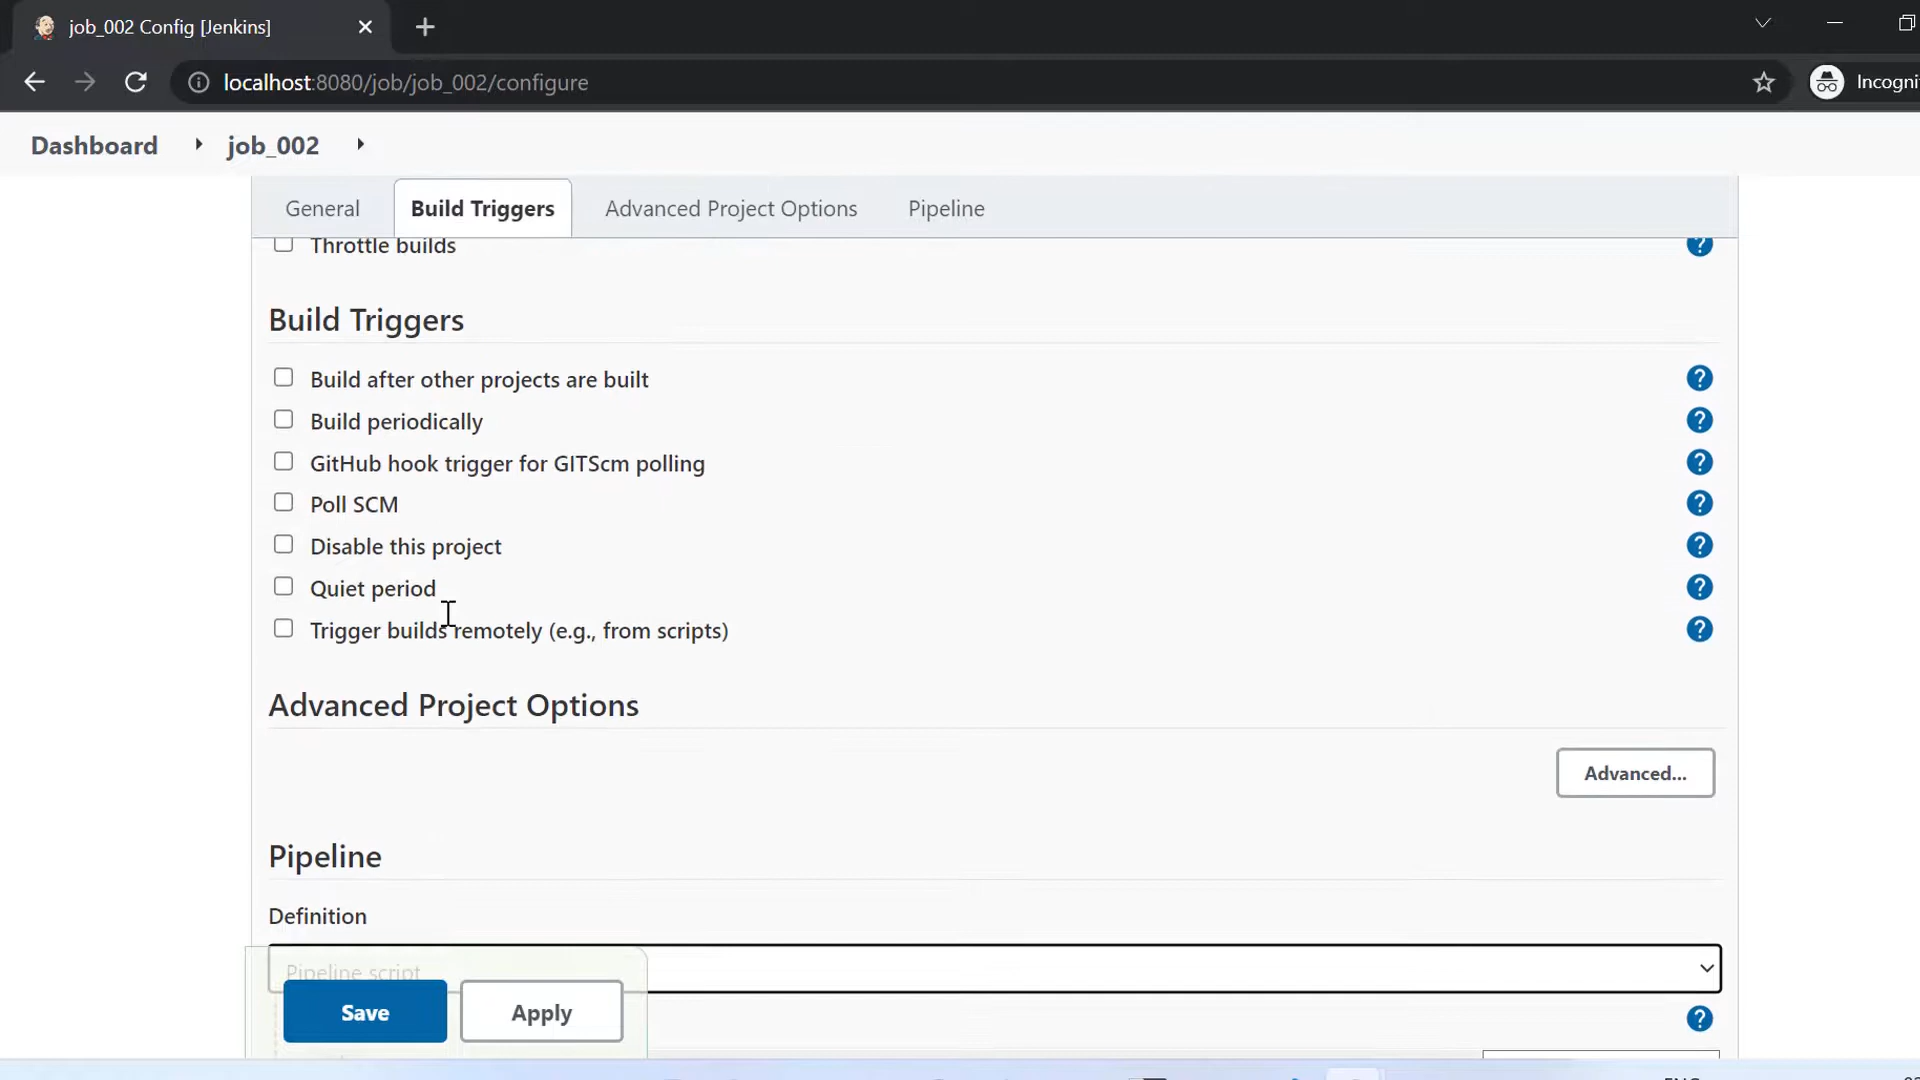 job_002 Config [Jenkins]
localhost:8080/job/job_002/configure
Incogni
Dashboard
job_002
General
Build Triggers
Advanced Project Options
Pipeline
Throttle builds
Build Triggers
Build after other projects are built
Build periodically
GitHub hook trigger for GITScm polling
Poll SCM
Disable this project
Quiet period
Trigger builds remotely (e.g., from scripts)
Advanced Project Options
Advanced...
Pipeline
Definition
Pipeline script
Save
Apply